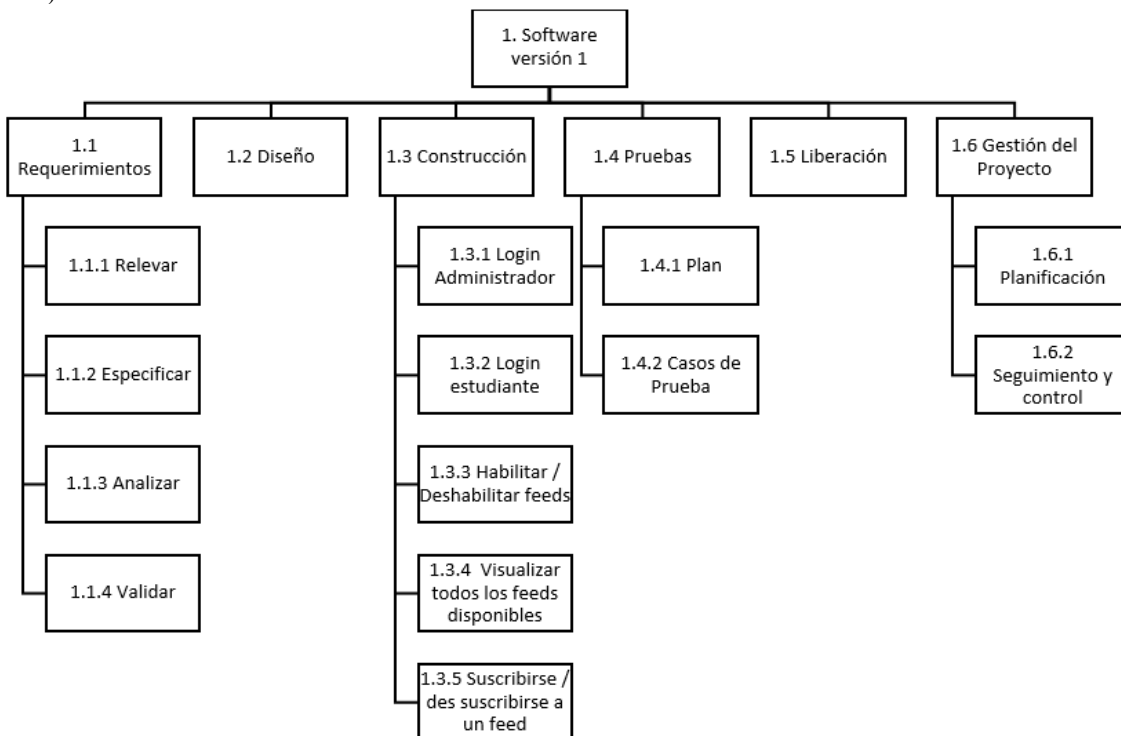 1. Software
versión 1
1.1
Requerimientos
1.2 Diseño
1.3 Construcción
1.4 Pruebas
1.5 Liberación
1.6 Gestión del
Proyecto
1.1.1 Relevar
1.1.2 Especificar
1.1.3 Analizar
1.1.4 Validar
1.3.1 Login
Administrador
1.3.2 Login
estudiante
1.3.3 Habilitar /
Deshabilitar feeds
1.3.4 Visualizar
todos los feeds
disponibles
1.3.5 Suscribirse /
des suscribirse a
un feed
1.4.1 Plan
1.4.2 Casos de
Prueba
1.6.1
Planificación
1.6.2
Seguimiento y
control